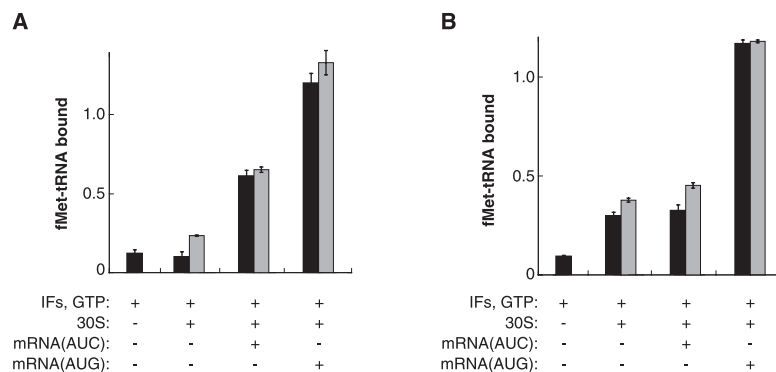 A
fMet-tRNA bound
1.0
0.5
0
IFs, GTP: + + + +
30S: - + + +
mRNA(AUC): - - + -
mRNA(AUG): - - - +
B
fMet-tRNA bound
1.0
0.5
0
IFs, GTP: + + + +
30S: - + + +
mRNA(AUC): - - + -
mRNA(AUG): - - - +